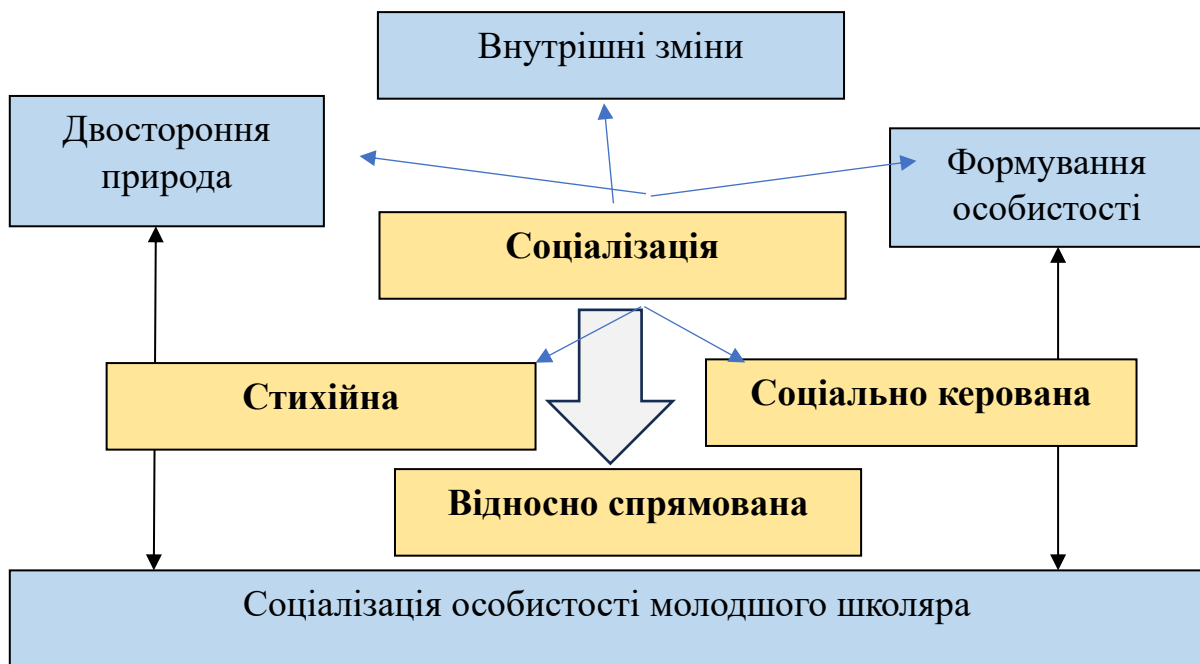 Внутрішні зміни
Двостороння
природа
Формування
особистості
Соціалізація
Стихійна
Соціально керована
Відносно спрямована
Соціалізація особистості молодшого школяра